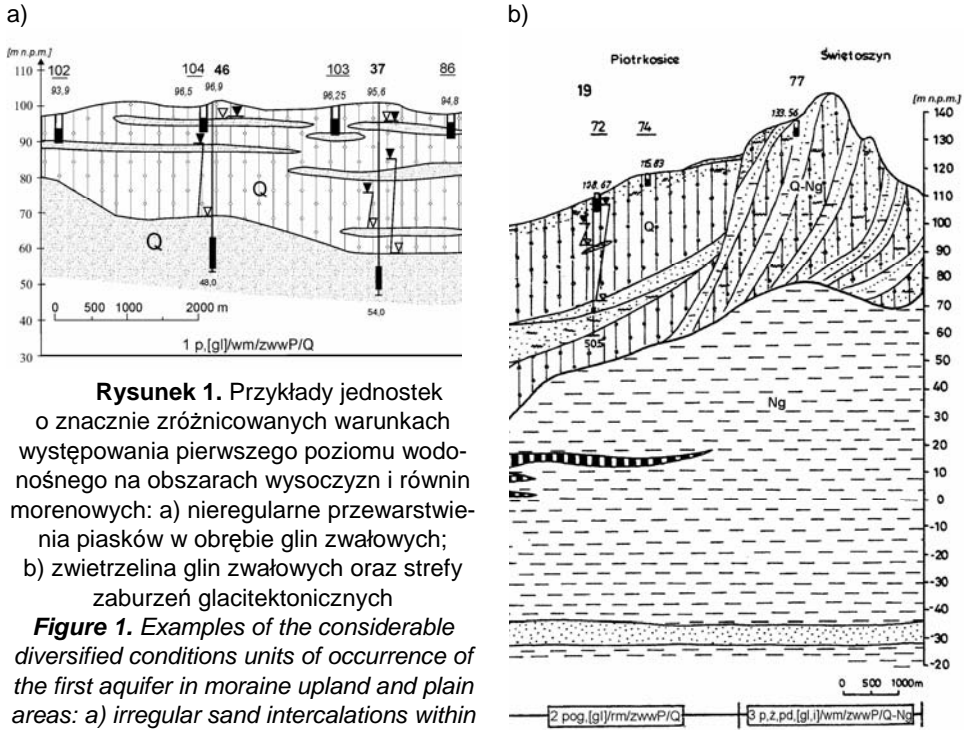 a)
[m n.p.m.]
110
100
90
80
70
60
50
40
30
102
93,9
104
96,5
46
96,9
103
96,25
37
95,6
86
94,8
Q
Q
48,0
54,0
0 500 1000 2000 m
1 p,[gl]/wm/zwwP/Q
Rysunek 1. Przykłady jednostek
o znacznie zróżnicowanych warunkach
występowania pierwszego poziomu wodo-
nośnego na obszarach wysoczyzn i równin
morenowych: a) nieregularne przewarstwie-
nia piasków w obrębie glin zwałowych;
b) zwietrzelina glin zwałowych oraz strefy
zaburzeń glacitektonicznych
Figure 1. Examples of the considerable
diversified conditions units of occurrence of
the first aquifer in moraine upland and plain
areas: a) irregular sand intercalations within
b)
Piotrkosice
Świętoszyn
19
77
72
74
133.56
115.83
108.67
Q
Q-Ng
Ng
[m n.p.m.]
140
130
120
110
100
90
80
70
60
50
40
30
20
10
0
-10
-20
-30
-40
-30
-20
0 500 1000m
2 pog,[gl]/rm/zwwP/Q
3 p,ż,pd,[gl,i]/wm/zwwP/Q-Ng